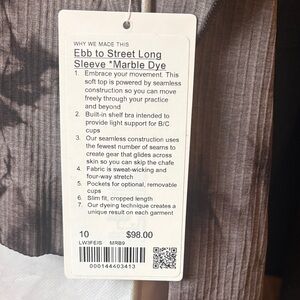 WHY WE MADE THIS
Ebb to Street Long
Sleeve *Marble Dye
1. Embrace your movement. This
soft top is powered by seamless
construction so you can move
freely through your practice
and beyond
2. Built-in shelf bra intended to
provide light support for B/C
cups
3. Our seamless construction uses
the fewest number of seams to
create gear that glides across
skin so you can skip the chafe
4. Fabric is sweat-wicking and
four-way stretch
5. Pockets for optional, removable
cups
6. Slim fit, cropped length
7. Our dyeing technique creates a
unique result on each garment
10 $98.00
LW3FEIS MRB9
000144403413